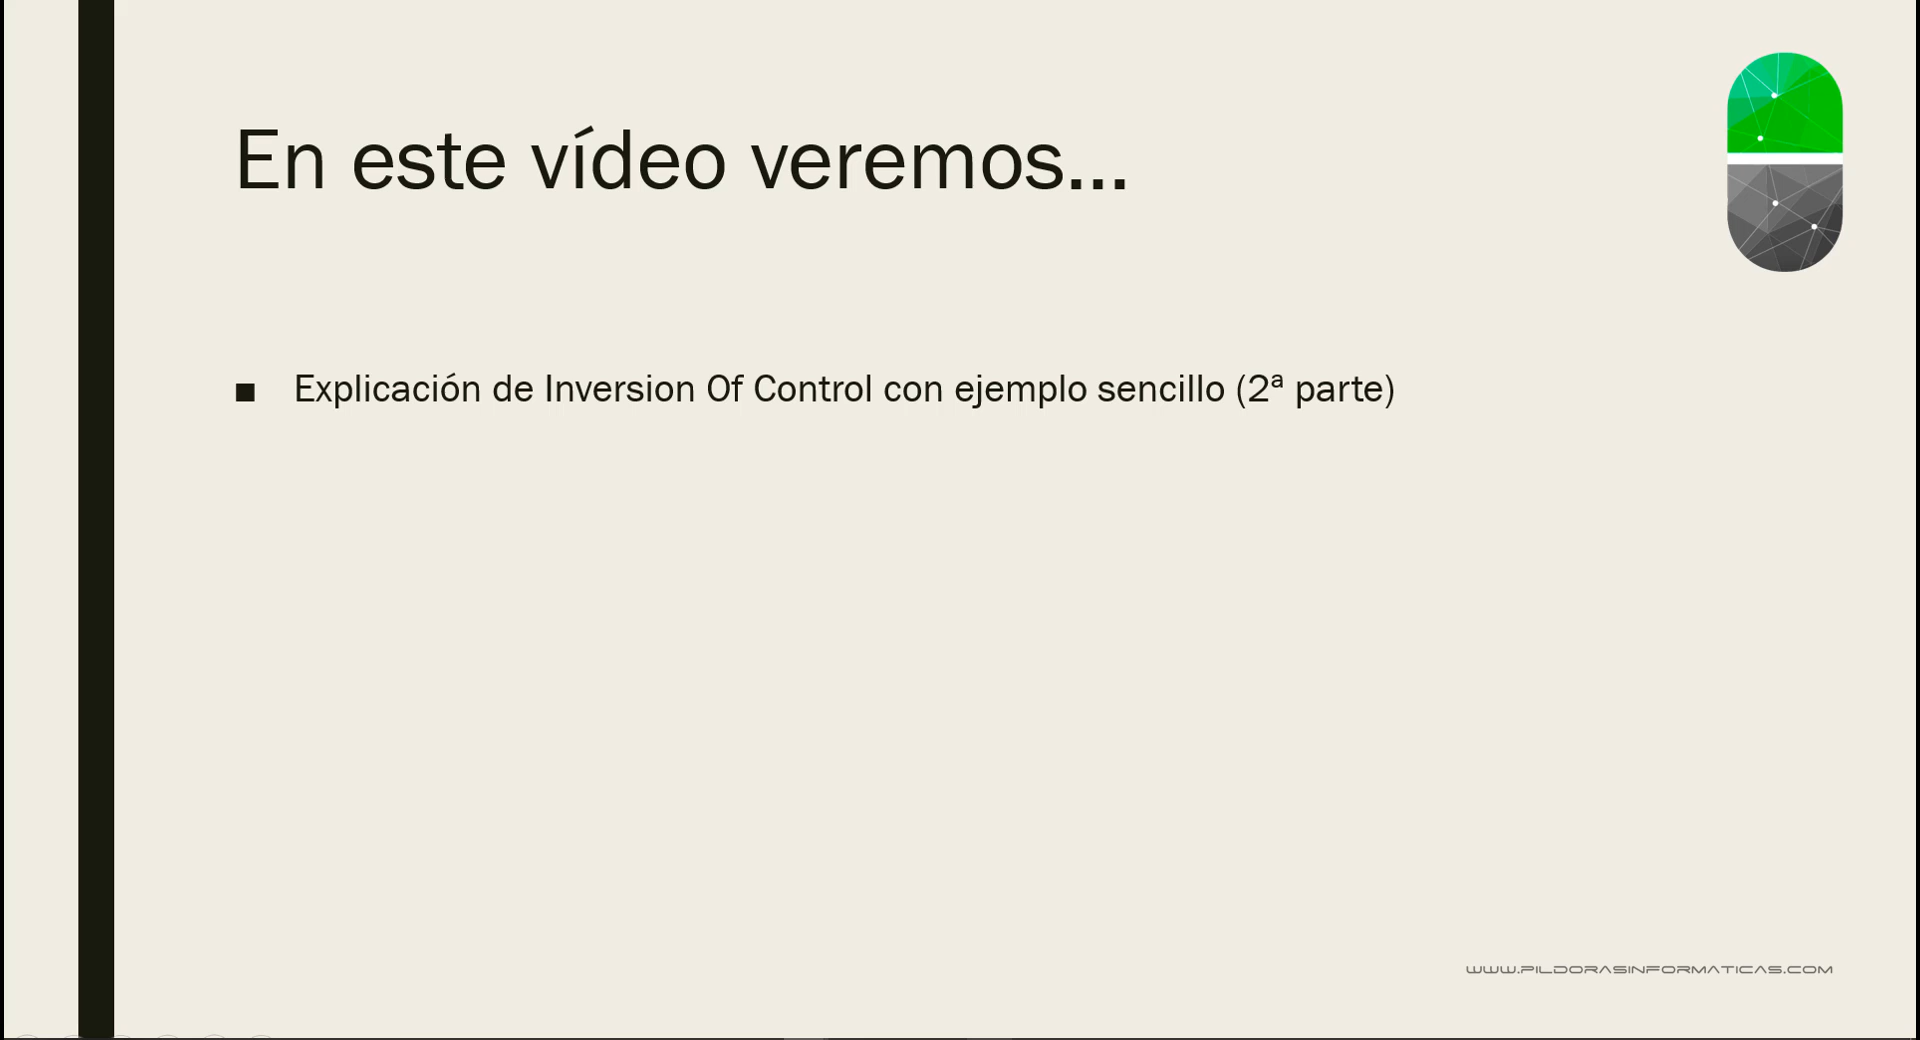 En este vídeo veremos...
■ Explicación de Inversion Of Control con ejemplo sencillo (2ª parte)
WWW.PILDORASINFORMATICAS.COM